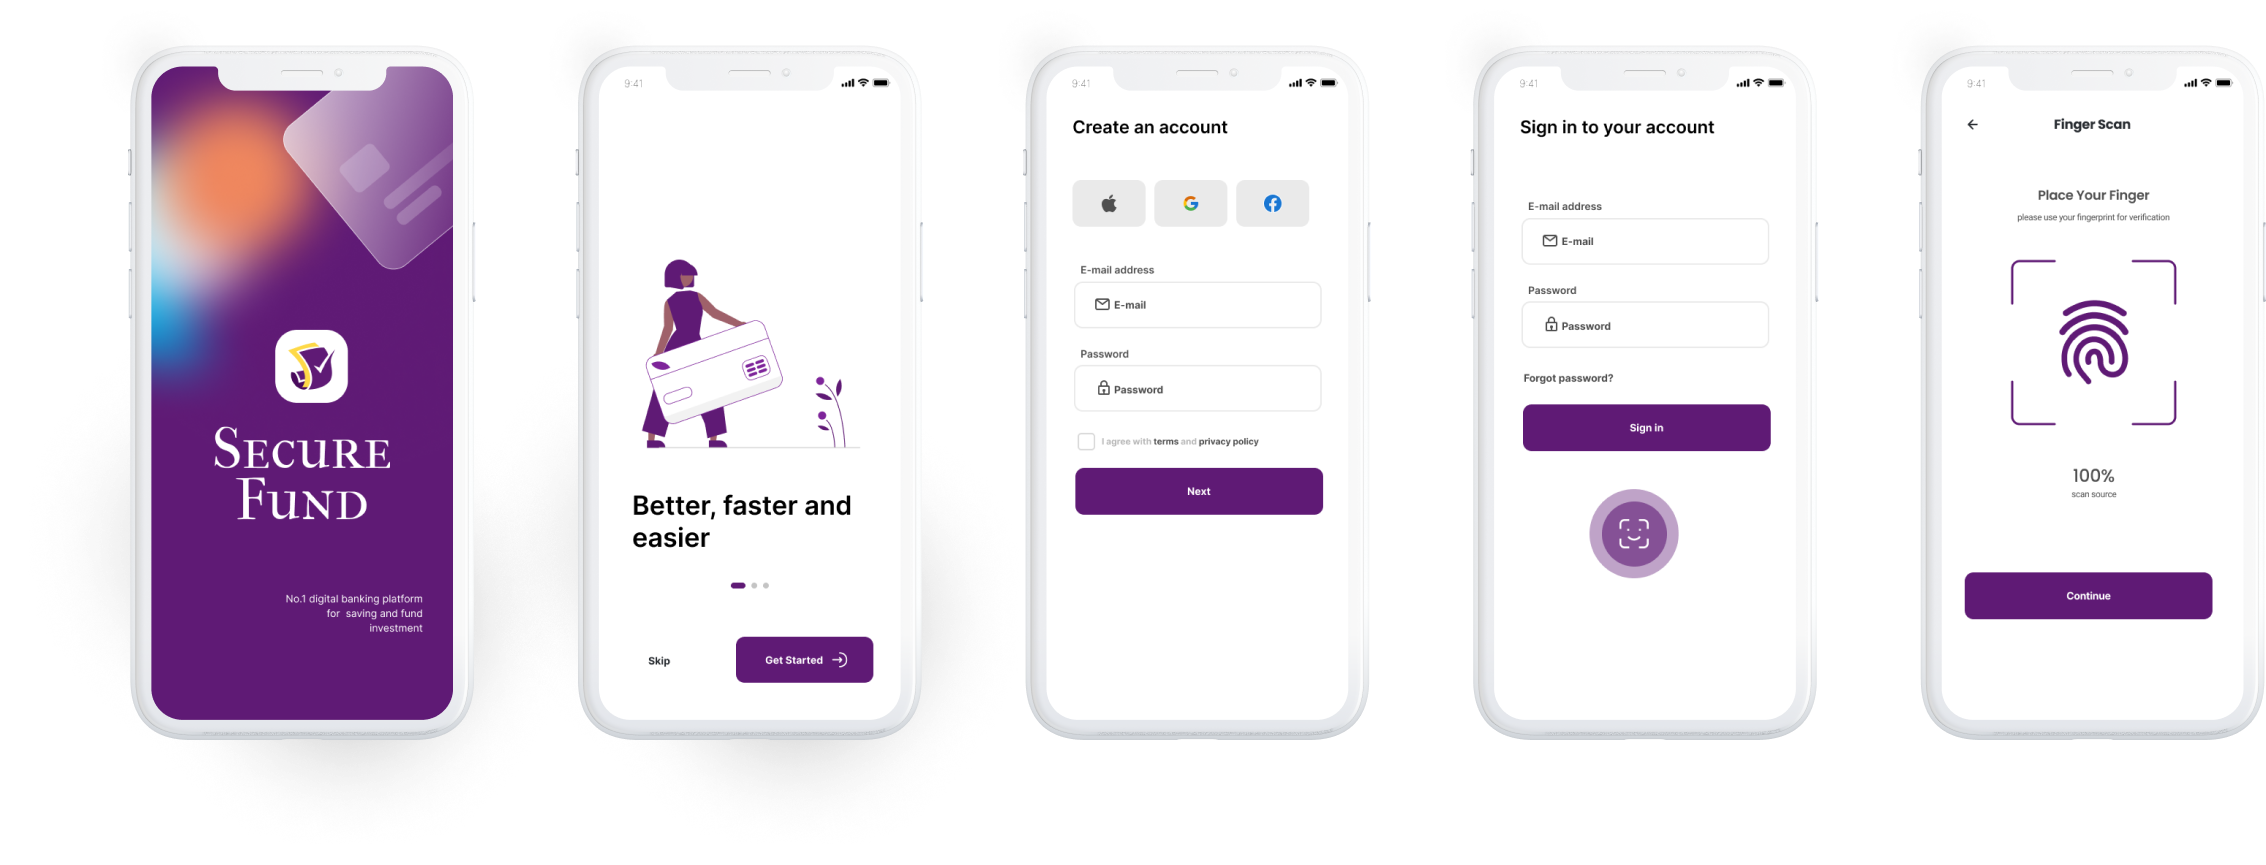 SECURE
FUND
No.1 digital banking platform
for saving and fund
investment
9:41
Better, faster and
easier
Skip
Get Started
9:41
Create an account
E-mail address
E-mail
Password
Password
I agree with terms and privacy policy
Next
9:41
Sign in to your account
E-mail address
E-mail
Password
Password
Forgot password?
Sign in
9:41
Finger Scan
Place Your Finger
please use your fingerprint for verification
100%
scan source
Continue